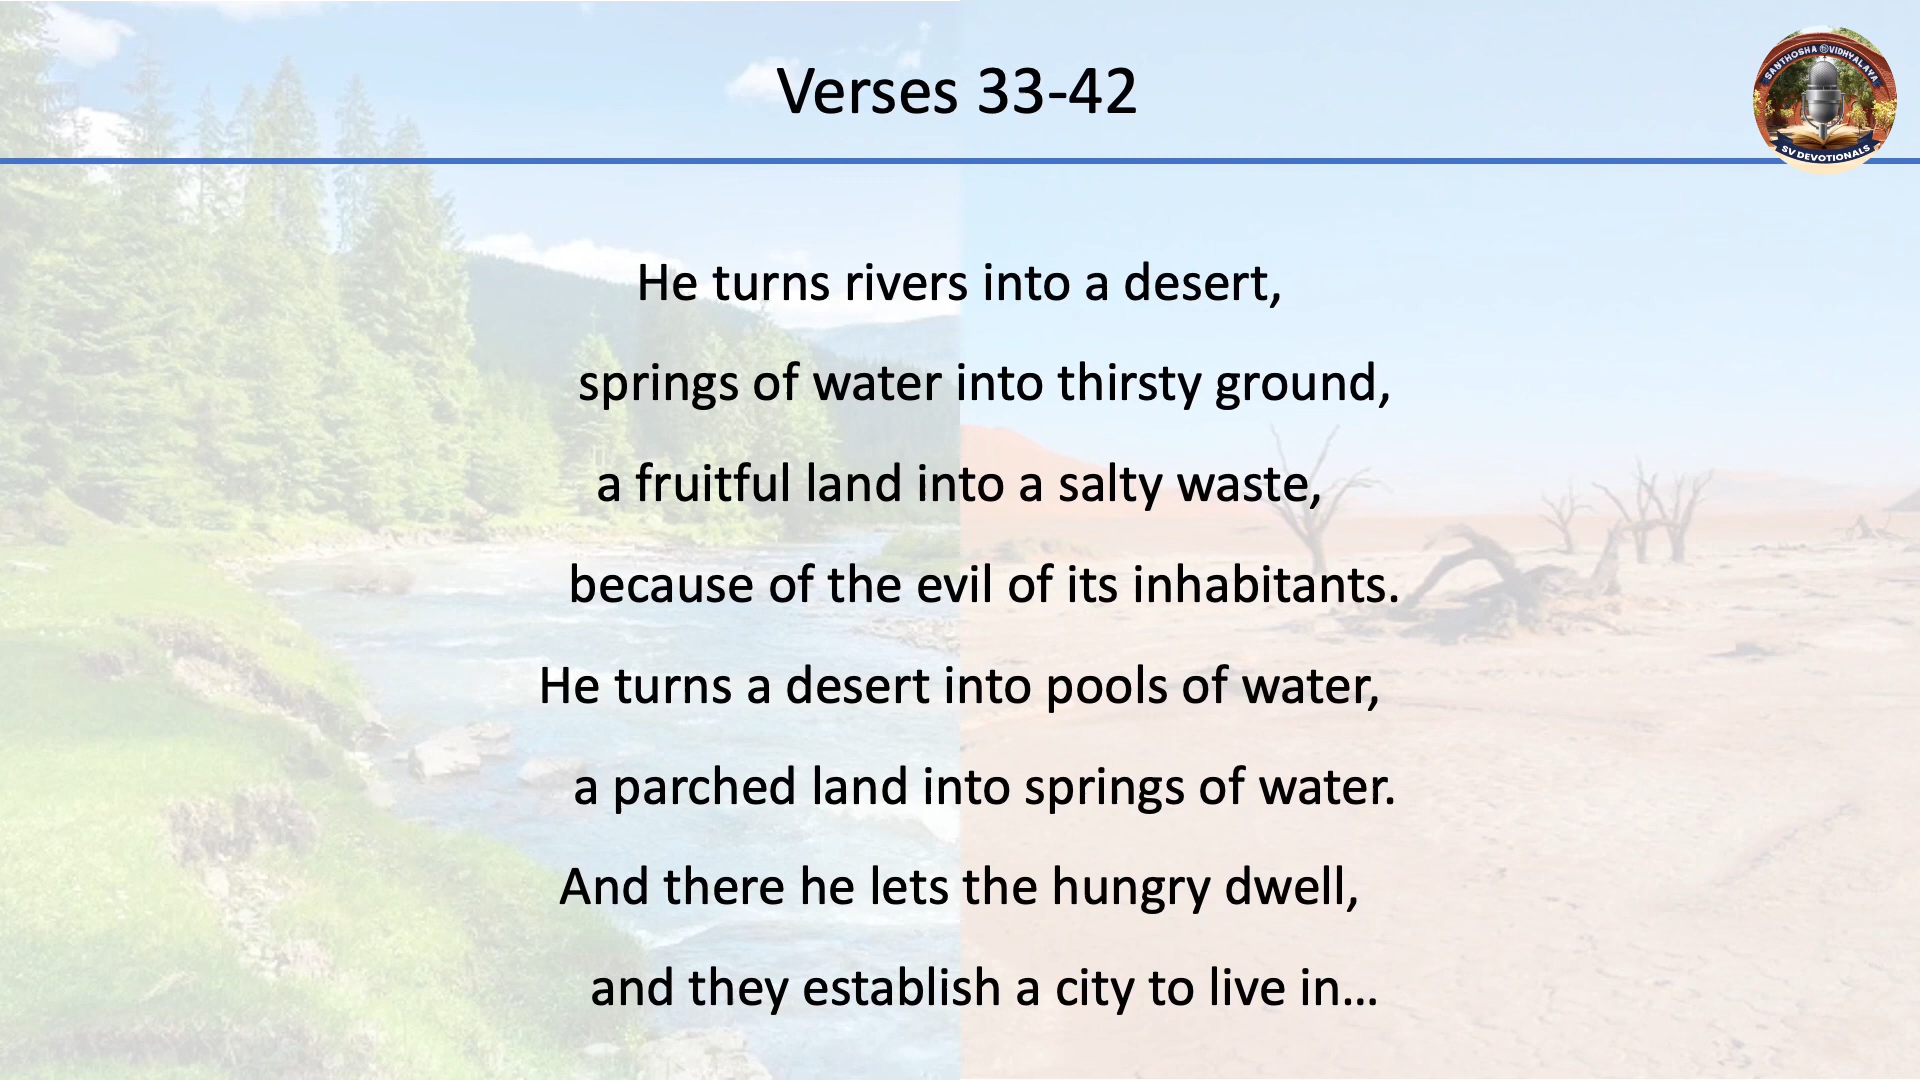 Verses 33-42
SANTHOSHA VIDHYALAYA
SV DEVOTIONALS
He turns rivers into a desert,
springs of water into thirsty ground,
a fruitful land into a salty waste,
because of the evil of its inhabitants.
He turns a desert into pools of water,
a parched land into springs of water.
And there he lets the hungry dwell,
and they establish a city to live in…